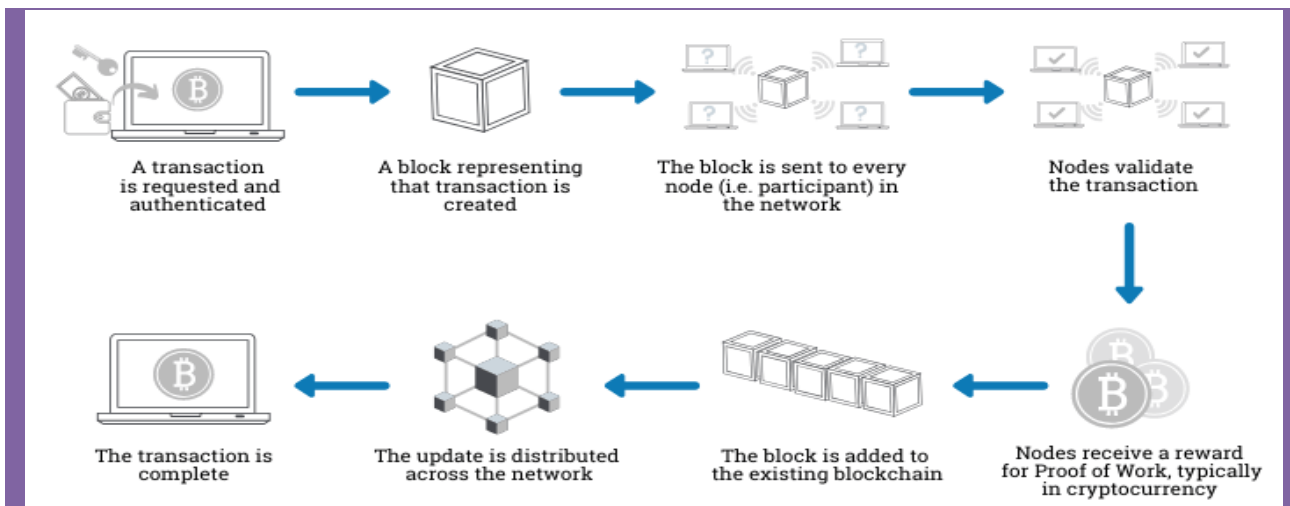 A transaction
is requested and
authenticated
A block representing
that transaction is
created
The block is sent to every
node (i.e. participant) in
the network
Nodes validate
the transaction
Nodes receive a reward
for Proof of Work, typically
in cryptocurrency
The block is added to
the existing blockchain
The update is distributed
across the network
The transaction is
complete